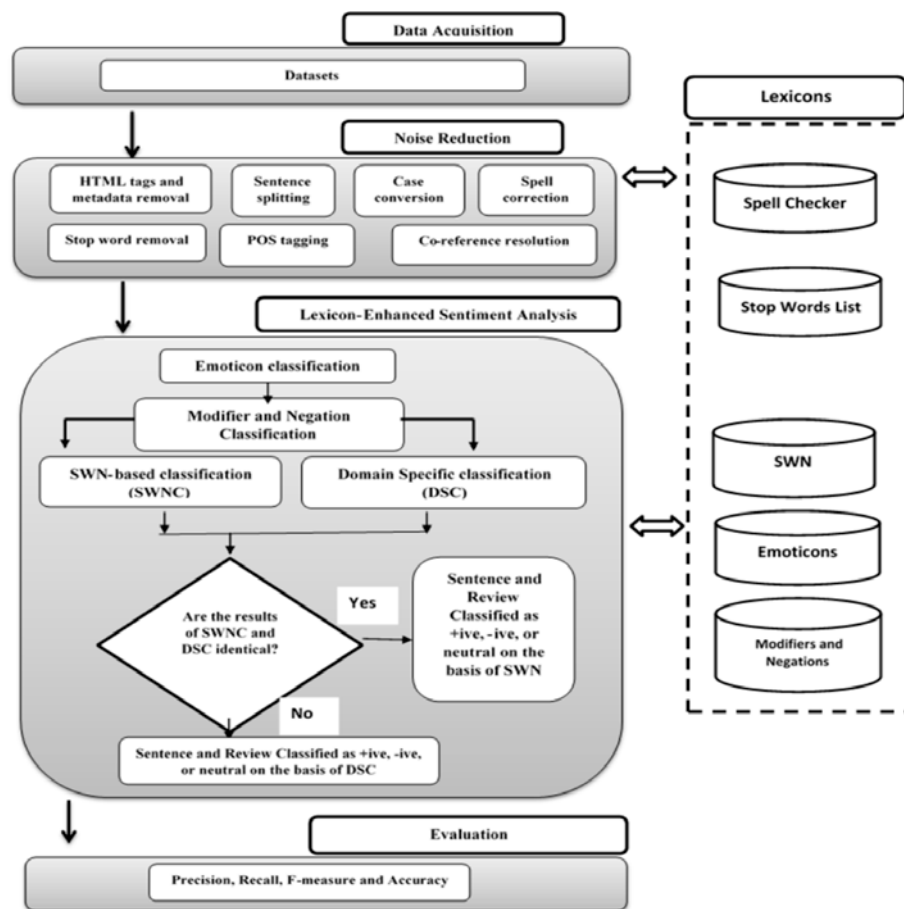 Data Acquisition
Datasets
Noise Reduction
HTML tags and
metadata removal
Sentence
splitting
Case
conversion
Spell
correction
Stop word removal
POS tagging
Co-reference resolution
Lexicon-Enhanced Sentiment Analysis
Emoticon classification
Modifier and Negation
Classification
SWN-based classification
(SWNC)
Domain Specific classification
(DSC)
Are the results
of SWNC and
DSC identical?
Yes
Sentence and
Review
Classified as
+ive, -ive, or
neutral on the
basis of SWN
No
Sentence and Review Classified as +ive, -ive,
or neutral on the basis of DSC
Evaluation
Precision, Recall, F-measure and Accuracy
Lexicons
Spell Checker
Stop Words List
SWN
Emoticons
Modifiers and
Negations